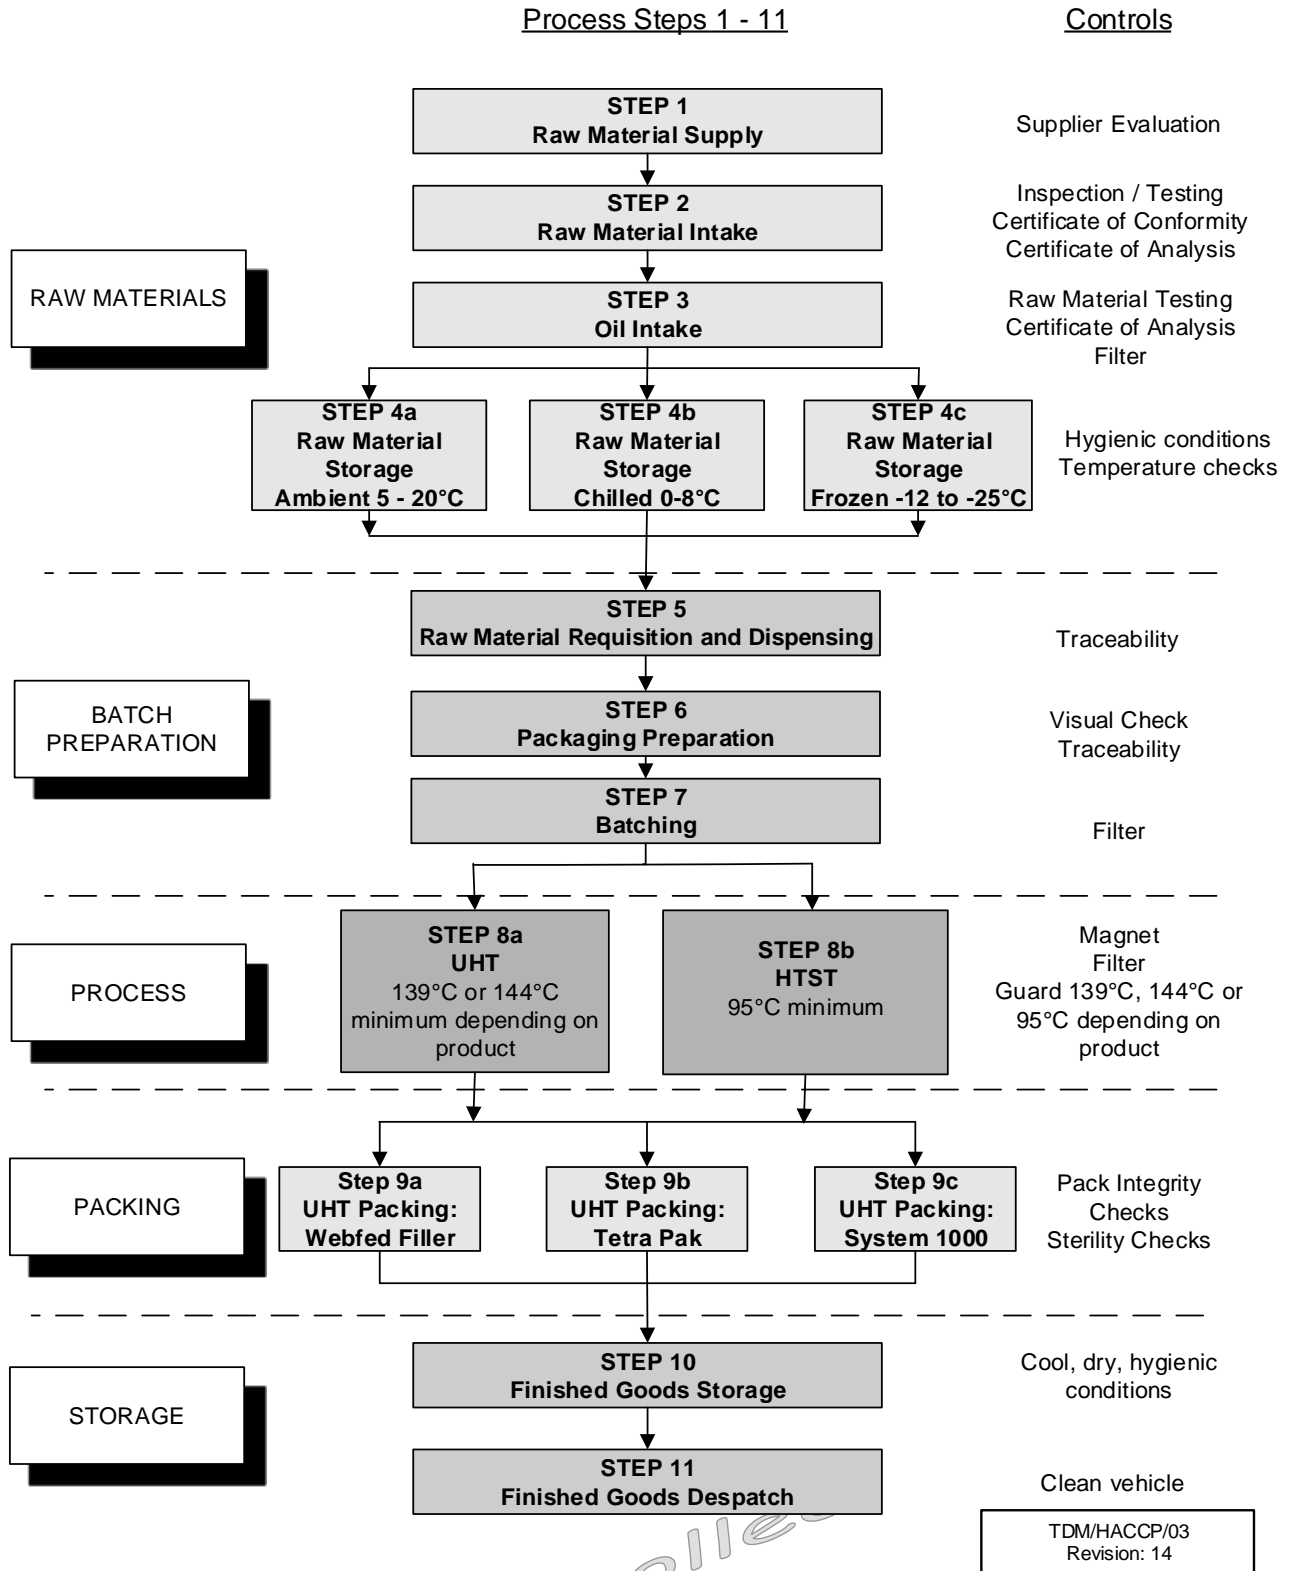 Process Steps 1 - 11
Controls
STEP 1
Raw Material Supply
Supplier Evaluation
STEP 2
Raw Material Intake
Inspection / Testing
Certificate of Conformity
Certificate of Analysis
RAW MATERIALS
STEP 3
Oil Intake
Raw Material Testing
Certificate of Analysis
Filter
STEP 4a
Raw Material
Storage
Ambient 5 - 20°C
STEP 4b
Raw Material
Storage
Chilled 0-8°C
STEP 4c
Raw Material
Storage
Frozen -12 to -25°C
Hygienic conditions
Temperature checks
STEP 5
Raw Material Requisition and Dispensing
Traceability
BATCH
PREPARATION
STEP 6
Packaging Preparation
Visual Check
Traceability
STEP 7
Batching
Filter
PROCESS
STEP 8a
UHT
139°C or 144°C
minimum depending on
product
STEP 8b
HTST
95°C minimum
Magnet
Filter
Guard 139°C, 144°C or
95°C depending on
product
PACKING
Step 9a
UHT Packing:
Webfed Filler
Step 9b
UHT Packing:
Tetra Pak
Step 9c
UHT Packing:
System 1000
Pack Integrity
Checks
Sterility Checks
STORAGE
STEP 10
Finished Goods Storage
Cool, dry, hygienic
conditions
STEP 11
Finished Goods Despatch
Clean vehicle
TDM/HACCP/03
Revision: 14